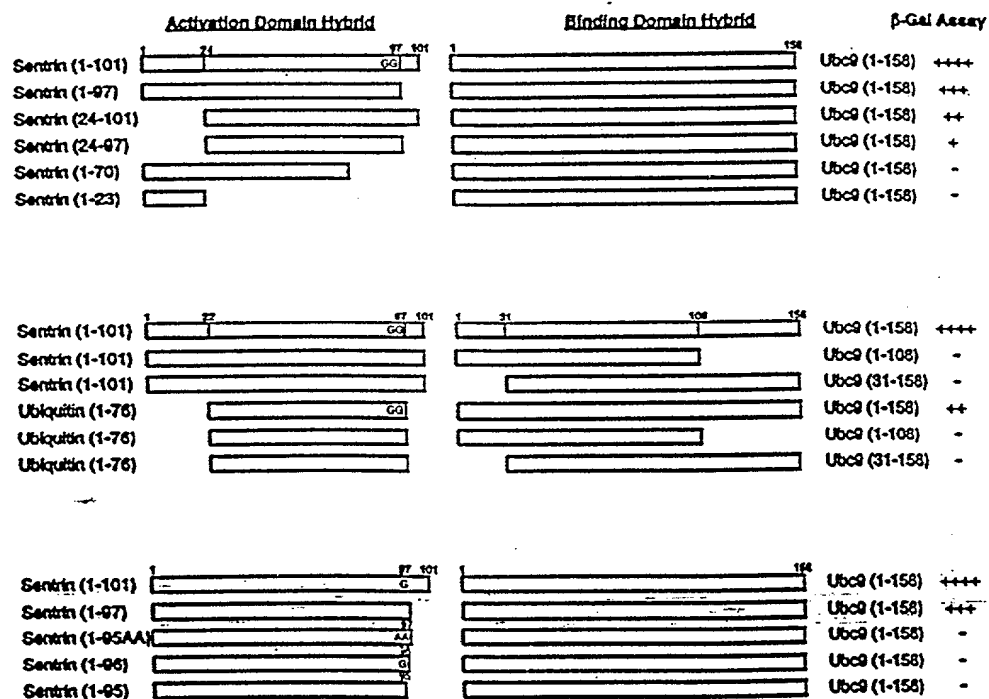 Activation Domain Hybrid Binding Domain Hybrid β-Gal Assay
1 24 97 101 1 158
Sentrin (1-101) GG Ubc9 (1-158) ++++
Sentrin (1-97) Ubc9 (1-158) +++
Sentrin (24-101) Ubc9 (1-158) ++
Sentrin (24-97) Ubc9 (1-158) +
Sentrin (1-70) Ubc9 (1-158) -
Sentrin (1-23) Ubc9 (1-158) -
1 22 97 101 1 31 108 158
Sentrin (1-101) GG Ubc9 (1-158) ++++
Sentrin (1-101) Ubc9 (1-108) -
Sentrin (1-101) Ubc9 (31-158) -
Ubiquitin (1-76) GG Ubc9 (1-158) ++
Ubiquitin (1-76) Ubc9 (1-108) -
Ubiquitin (1-76) Ubc9 (31-158) -
1 97 101 1 158
Sentrin (1-101) G Ubc9 (1-158) ++++
Sentrin (1-97) Ubc9 (1-158) +++
Sentrin (1-95AA) AA Ubc9 (1-158) -
Sentrin (1-96) G Ubc9 (1-158) -
Sentrin (1-95) Ubc9 (1-158) -